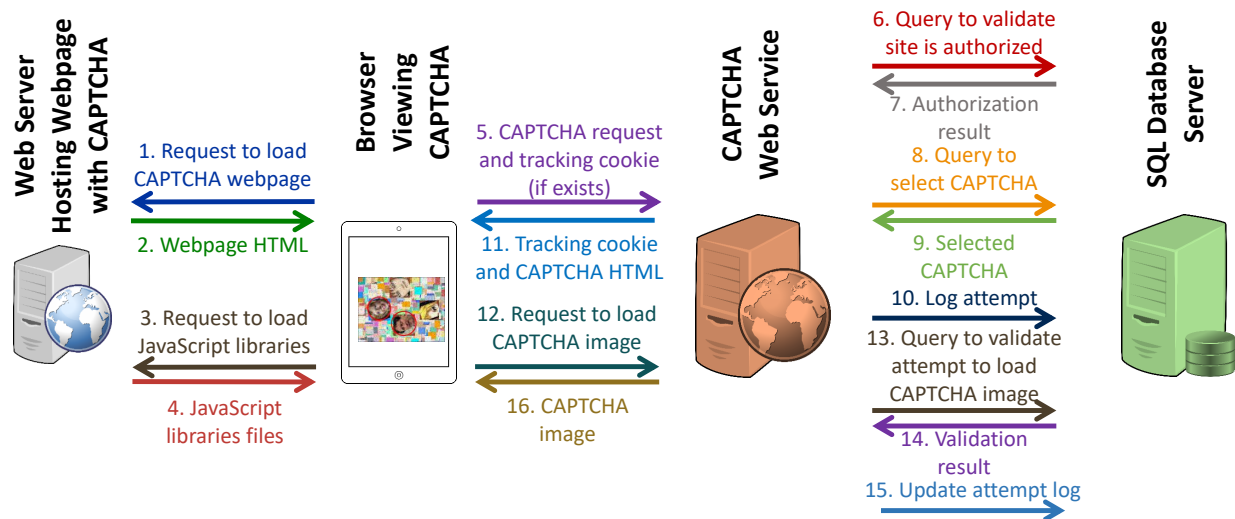 Web Server
Hosting Webpage
with CAPTCHA
1. Request to load
CAPTCHA webpage
2. Webpage HTML
3. Request to load
JavaScript libraries
4. JavaScript
libraries files
Browser
Viewing
CAPTCHA
5. CAPTCHA request
and tracking cookie
(if exists)
11. Tracking cookie
and CAPTCHA HTML
12. Request to load
CAPTCHA image
16. CAPTCHA
image
CAPTCHA
Web Service
6. Query to validate
site is authorized
7. Authorization
result
8. Query to
select CAPTCHA
9. Selected
CAPTCHA
10. Log attempt
13. Query to validate
attempt to load
CAPTCHA image
14. Validation
result
15. Update attempt log
SQL Database
Server